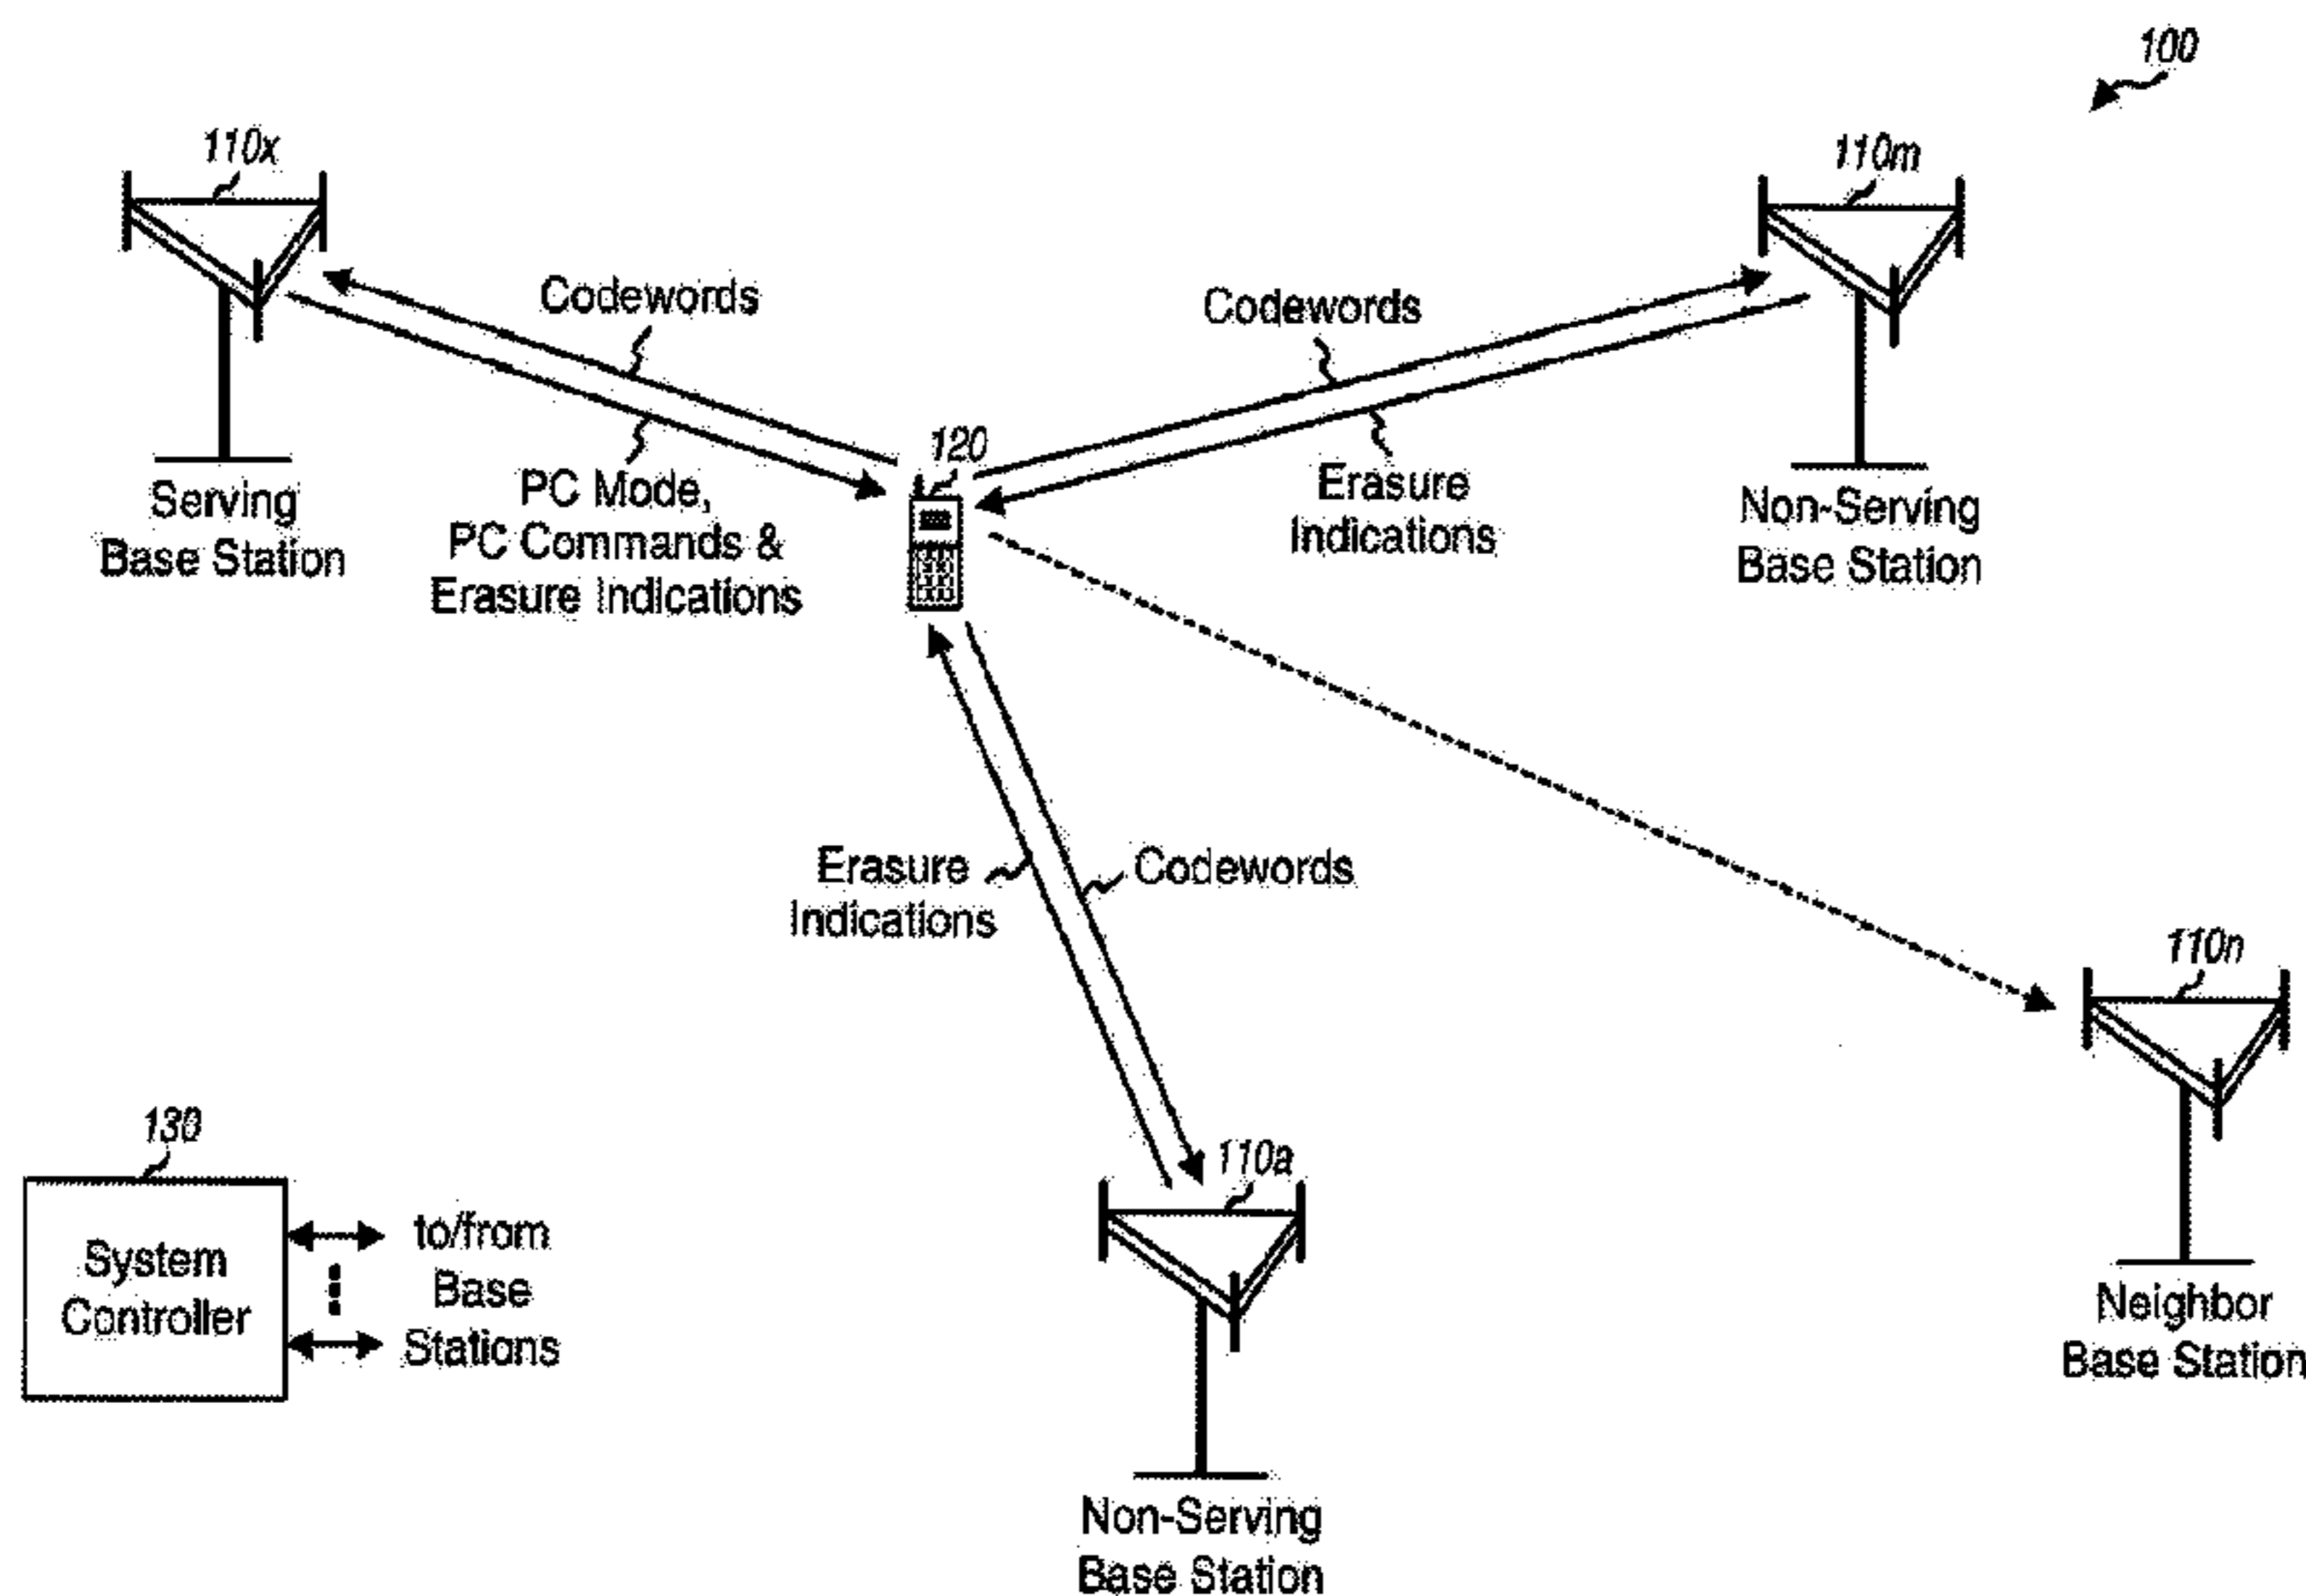 100
110x
110m
Codewords
Codewords
120
PC Mode,
PC Commands &
Erasure Indications
Erasure
Indications
Serving
Base Station
Non-Serving
Base Station
Erasure
Indications
Codewords
110n
130
110a
System
Controller
to/from
Base
Stations
Neighbor
Base Station
Non-Serving
Base Station